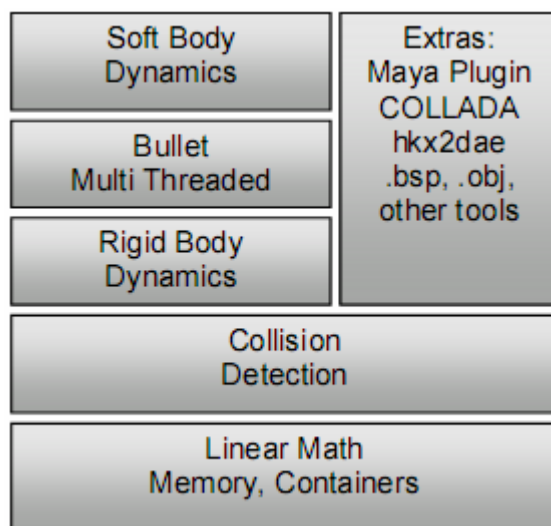 Soft Body
Dynamics
Bullet
Multi Threaded
Rigid Body
Dynamics
Extras:
Maya Plugin
COLLADA
hkx2dae
.bsp, .obj,
other tools
Collision
Detection
Linear Math
Memory, Containers